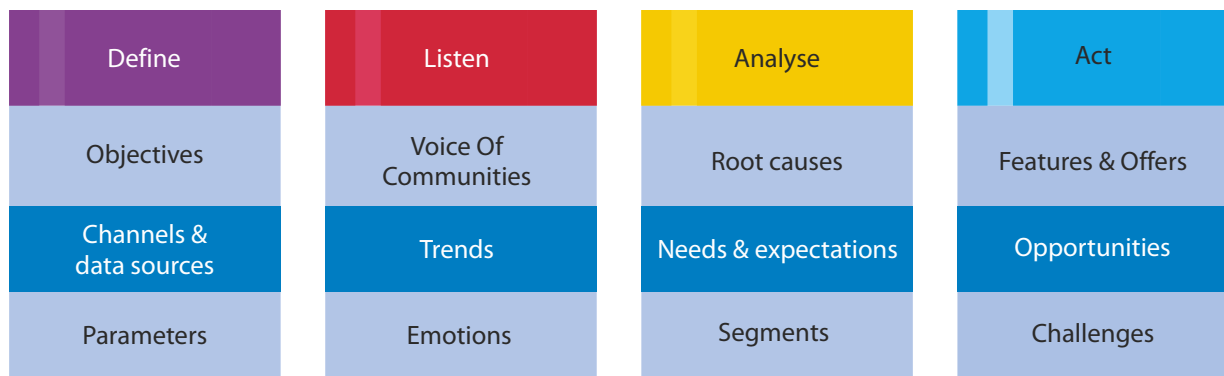 Define
Objectives
Channels &
data sources
Parameters
Listen
Voice Of
Communities
Trends
Emotions
Analyse
Root causes
Needs & expectations
Segments
Act
Features & Offers
Opportunities
Challenges